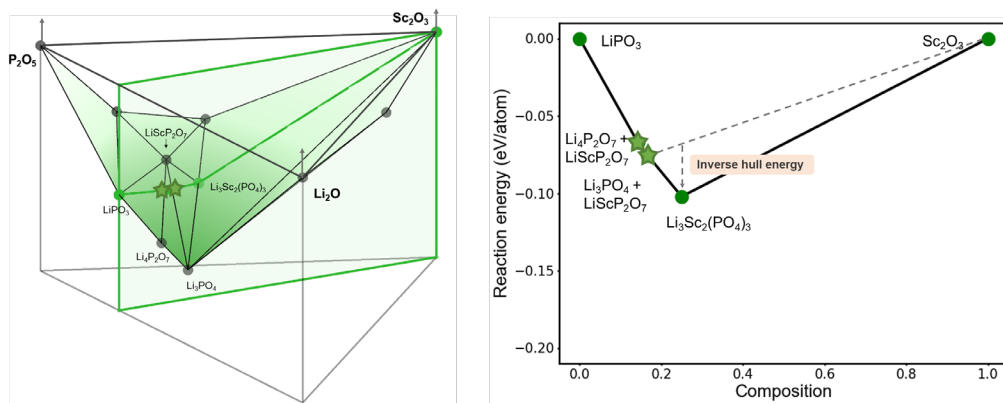 Sc₂O₃
P₂O₅
LiScP₂O₇
Li₃Sc₂(PO₄)₃
Li₂O
LiPO₃
Li₄P₂O₇
Li₃PO₄
0.00
−0.05
−0.10
−0.15
−0.20
Reaction energy (eV/atom)
LiPO₃
Sc₂O₃
Li₄P₂O₇ +
LiScP₂O₇
Inverse hull energy
Li₃PO₄ +
LiScP₂O₇
Li₃Sc₂(PO₄)₃
0.0
0.2
0.4
0.6
0.8
1.0
Composition